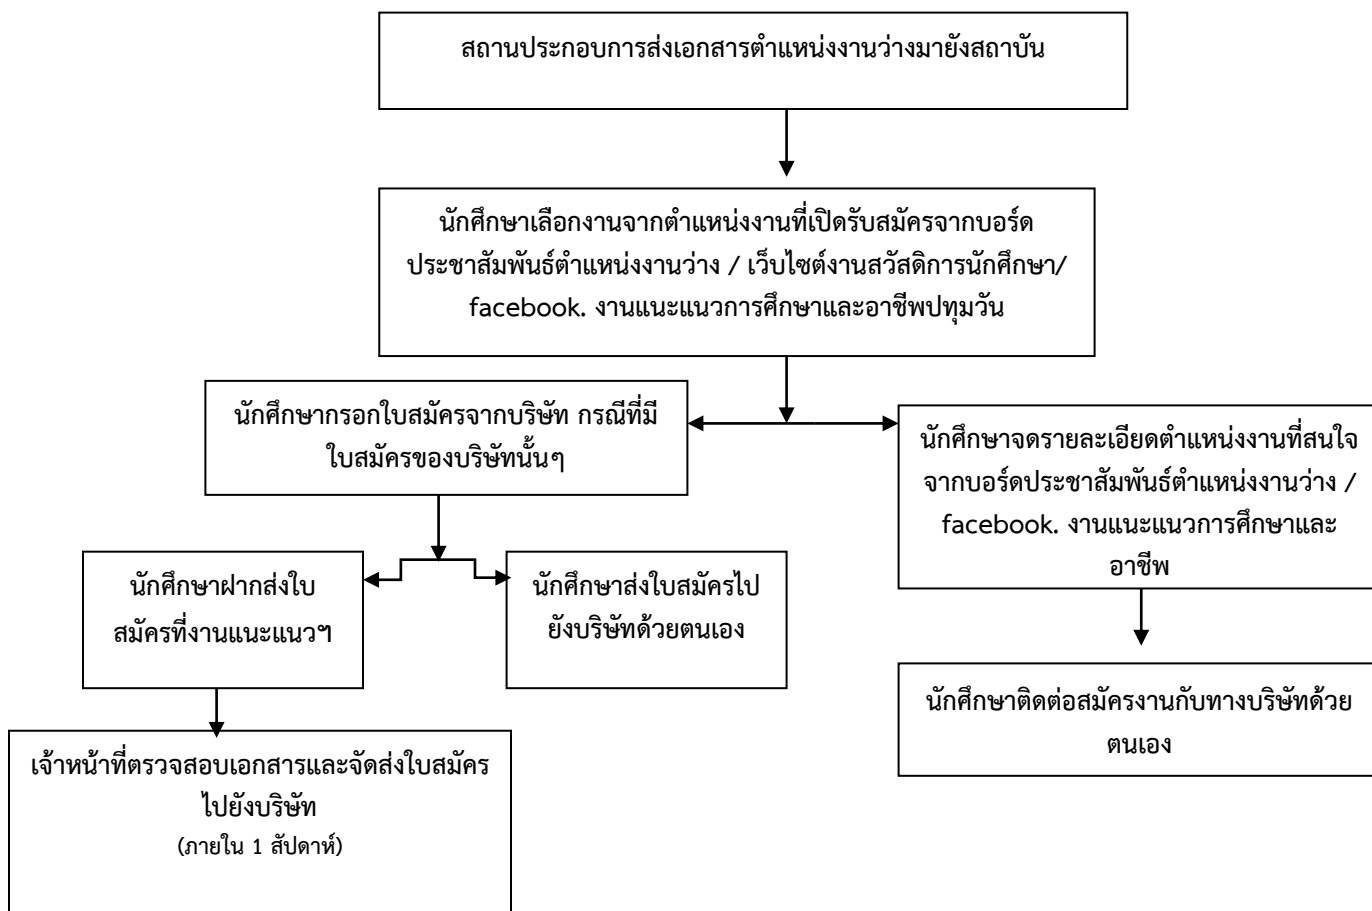 สถานประกอบการส่งเอกสารตำแหน่งงานว่างมายังสถาบัน
นักศึกษาเลือกงานจากตำแหน่งงานที่เปิดรับสมัครจากบอร์ด
ประชาสัมพันธ์ตำแหน่งงานว่าง / เว็บไซต์งานสวัสดิการนักศึกษา/
facebook. งานแนะแนวการศึกษาและอาชีพปทุมวัน
นักศึกษากรอกใบสมัครจากบริษัท กรณีที่มี
ใบสมัครของบริษัทนั้นๆ
นักศึกษาจดรายละเอียดตำแหน่งงานที่สนใจ
จากบอร์ดประชาสัมพันธ์ตำแหน่งงานว่าง /
facebook. งานแนะแนวการศึกษาและ
อาชีพ
นักศึกษาฝากส่งใบ
สมัครที่งานแนะแนวฯ
นักศึกษาส่งใบสมัครไป
ยังบริษัทด้วยตนเอง
นักศึกษาติดต่อสมัครงานกับทางบริษัทด้วย
ตนเอง
เจ้าหน้าที่ตรวจสอบเอกสารและจัดส่งใบสมัคร
ไปยังบริษัท
(ภายใน 1 สัปดาห์)